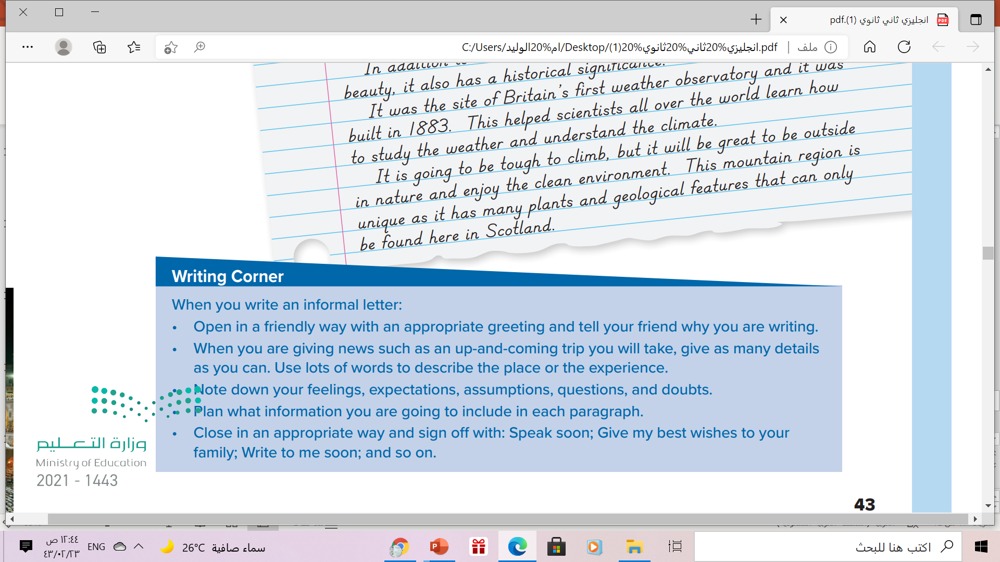 انجليزي ثاني ثانوي (1).pdf
C:/Users/ام%20الوليد/Desktop/انجليزي%20ثاني%20ثانوي%20(1).pdf
ملف
In addition
beauty, it also has a historical significance.
It was the site of Britain's first weather observatory and it was
built in 1883. This helped scientists all over the world learn how
to study the weather and understand the climate.
It is going to be tough to climb, but it will be great to be outside
in nature and enjoy the clean environment. This mountain region is
unique as it has many plants and geological features that can only
be found here in Scotland.
Writing Corner
When you write an informal letter:
• Open in a friendly way with an appropriate greeting and tell your friend why you are writing.
• When you are giving news such as an up-and-coming trip you will take, give as many details
as you can. Use lots of words to describe the place or the experience.
• Note down your feelings, expectations, assumptions, questions, and doubts.
• Plan what information you are going to include in each paragraph.
• Close in an appropriate way and sign off with: Speak soon; Give my best wishes to your
family; Write to me soon; and so on.
وزارة التعليم
Ministry of Education
2021 - 1443
43
١٢:٤٤ ص
٤٣/٠٢/٢٣
ENG
26°C سماء صافية
اكتب هنا للبحث